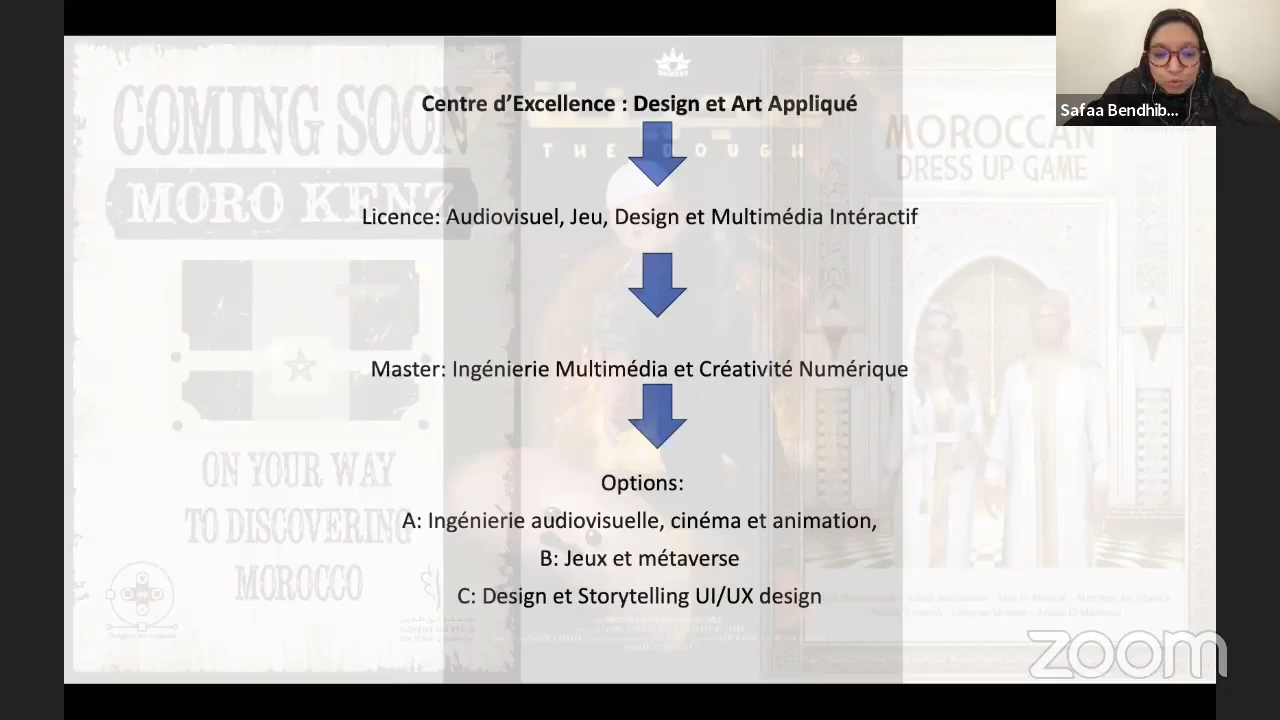 Centre d'Excellence : Design et Art Appliqué
Licence: Audiovisuel, Jeu, Design et Multimédia Intéractif
Master: Ingénierie Multimédia et Créativité Numérique
Options:
A: Ingénierie audiovisuelle, cinéma et animation,
B: Jeux et métaverse
C: Design et Storytelling UI/UX design
COMING SOON
MORO KENZ
ON YOUR WAY
TO DISCOVERING
MOROCCO
THE DOUGH
MOROCCAN
DRESS UP GAME
Safaa Bendhib...
zoom